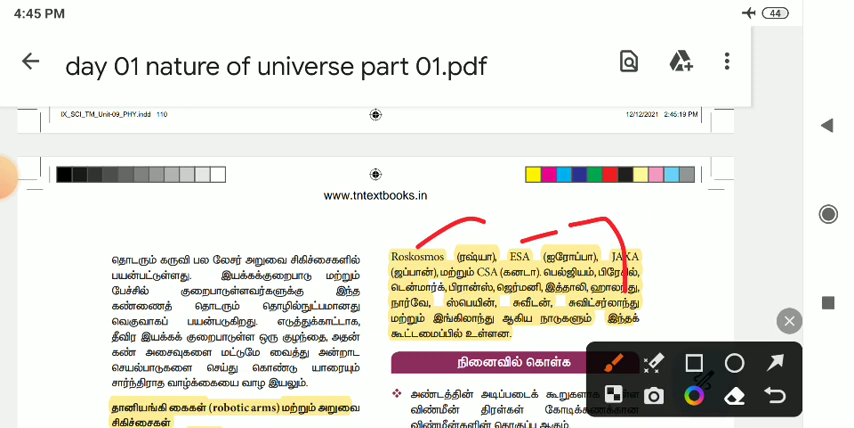 4:45 PM
44
day 01 nature of universe part 01.pdf
IX_SCI_TM_Unit-09_PHY.indd 110
12/12/2021 2:45:19 PM
www.tntextbooks.in
தொடரும் கருவி பல லேசர் அறுவை சிகிச்சைகளில்
பயன்பட்டுள்ளது. இயக்கக்குறைபாடு மற்றும்
பேச்சில் குறைபாடுள்ளவர்களுக்கு இந்த
கண்ணைத் தொடரும் தொழில்நுட்பமானது
வெகுவாகப் பயன்படுகிறது. எடுத்துக்காட்டாக,
தீவிர இயக்கக் குறைபாடுள்ள ஒரு குழந்தை, அதன்
கண் அசைவுகளை மட்டுமே வைத்து அன்றாட
செயல்பாடுகளை செய்து கொண்டு யாரையும்
சார்ந்திராத வாழ்க்கையை வாழ இயலும்.
தானியங்கி கைகள் (robotic arms) மற்றும் அறுவை
சிகிச்சைகள்
Roskosmos (ரஷ்யா), ESA (ஐரோப்பா), JAKA
(ஜப்பான்), மற்றும் CSA (கனடா). பெல்ஜியம், பிரேசில்,
டென்மார்க், பிரான்ஸ், ஜெர்மனி, இத்தாலி, ஹாலந்து,
நார்வே, ஸ்பெயின், சுவீடன், சுவிட்சர்லாந்து
மற்றும் இங்கிலாந்து ஆகிய நாடுகளும் இந்தக்
கூட்டமைப்பில் உள்ளன.
நினைவில் கொள்க
❖ அண்டத்தின் அடிப்படைக் கூறுகளாக
விண்மீன் திரள்கள்
விண்மீன்களின் தொகுப்பு ஆகும்.